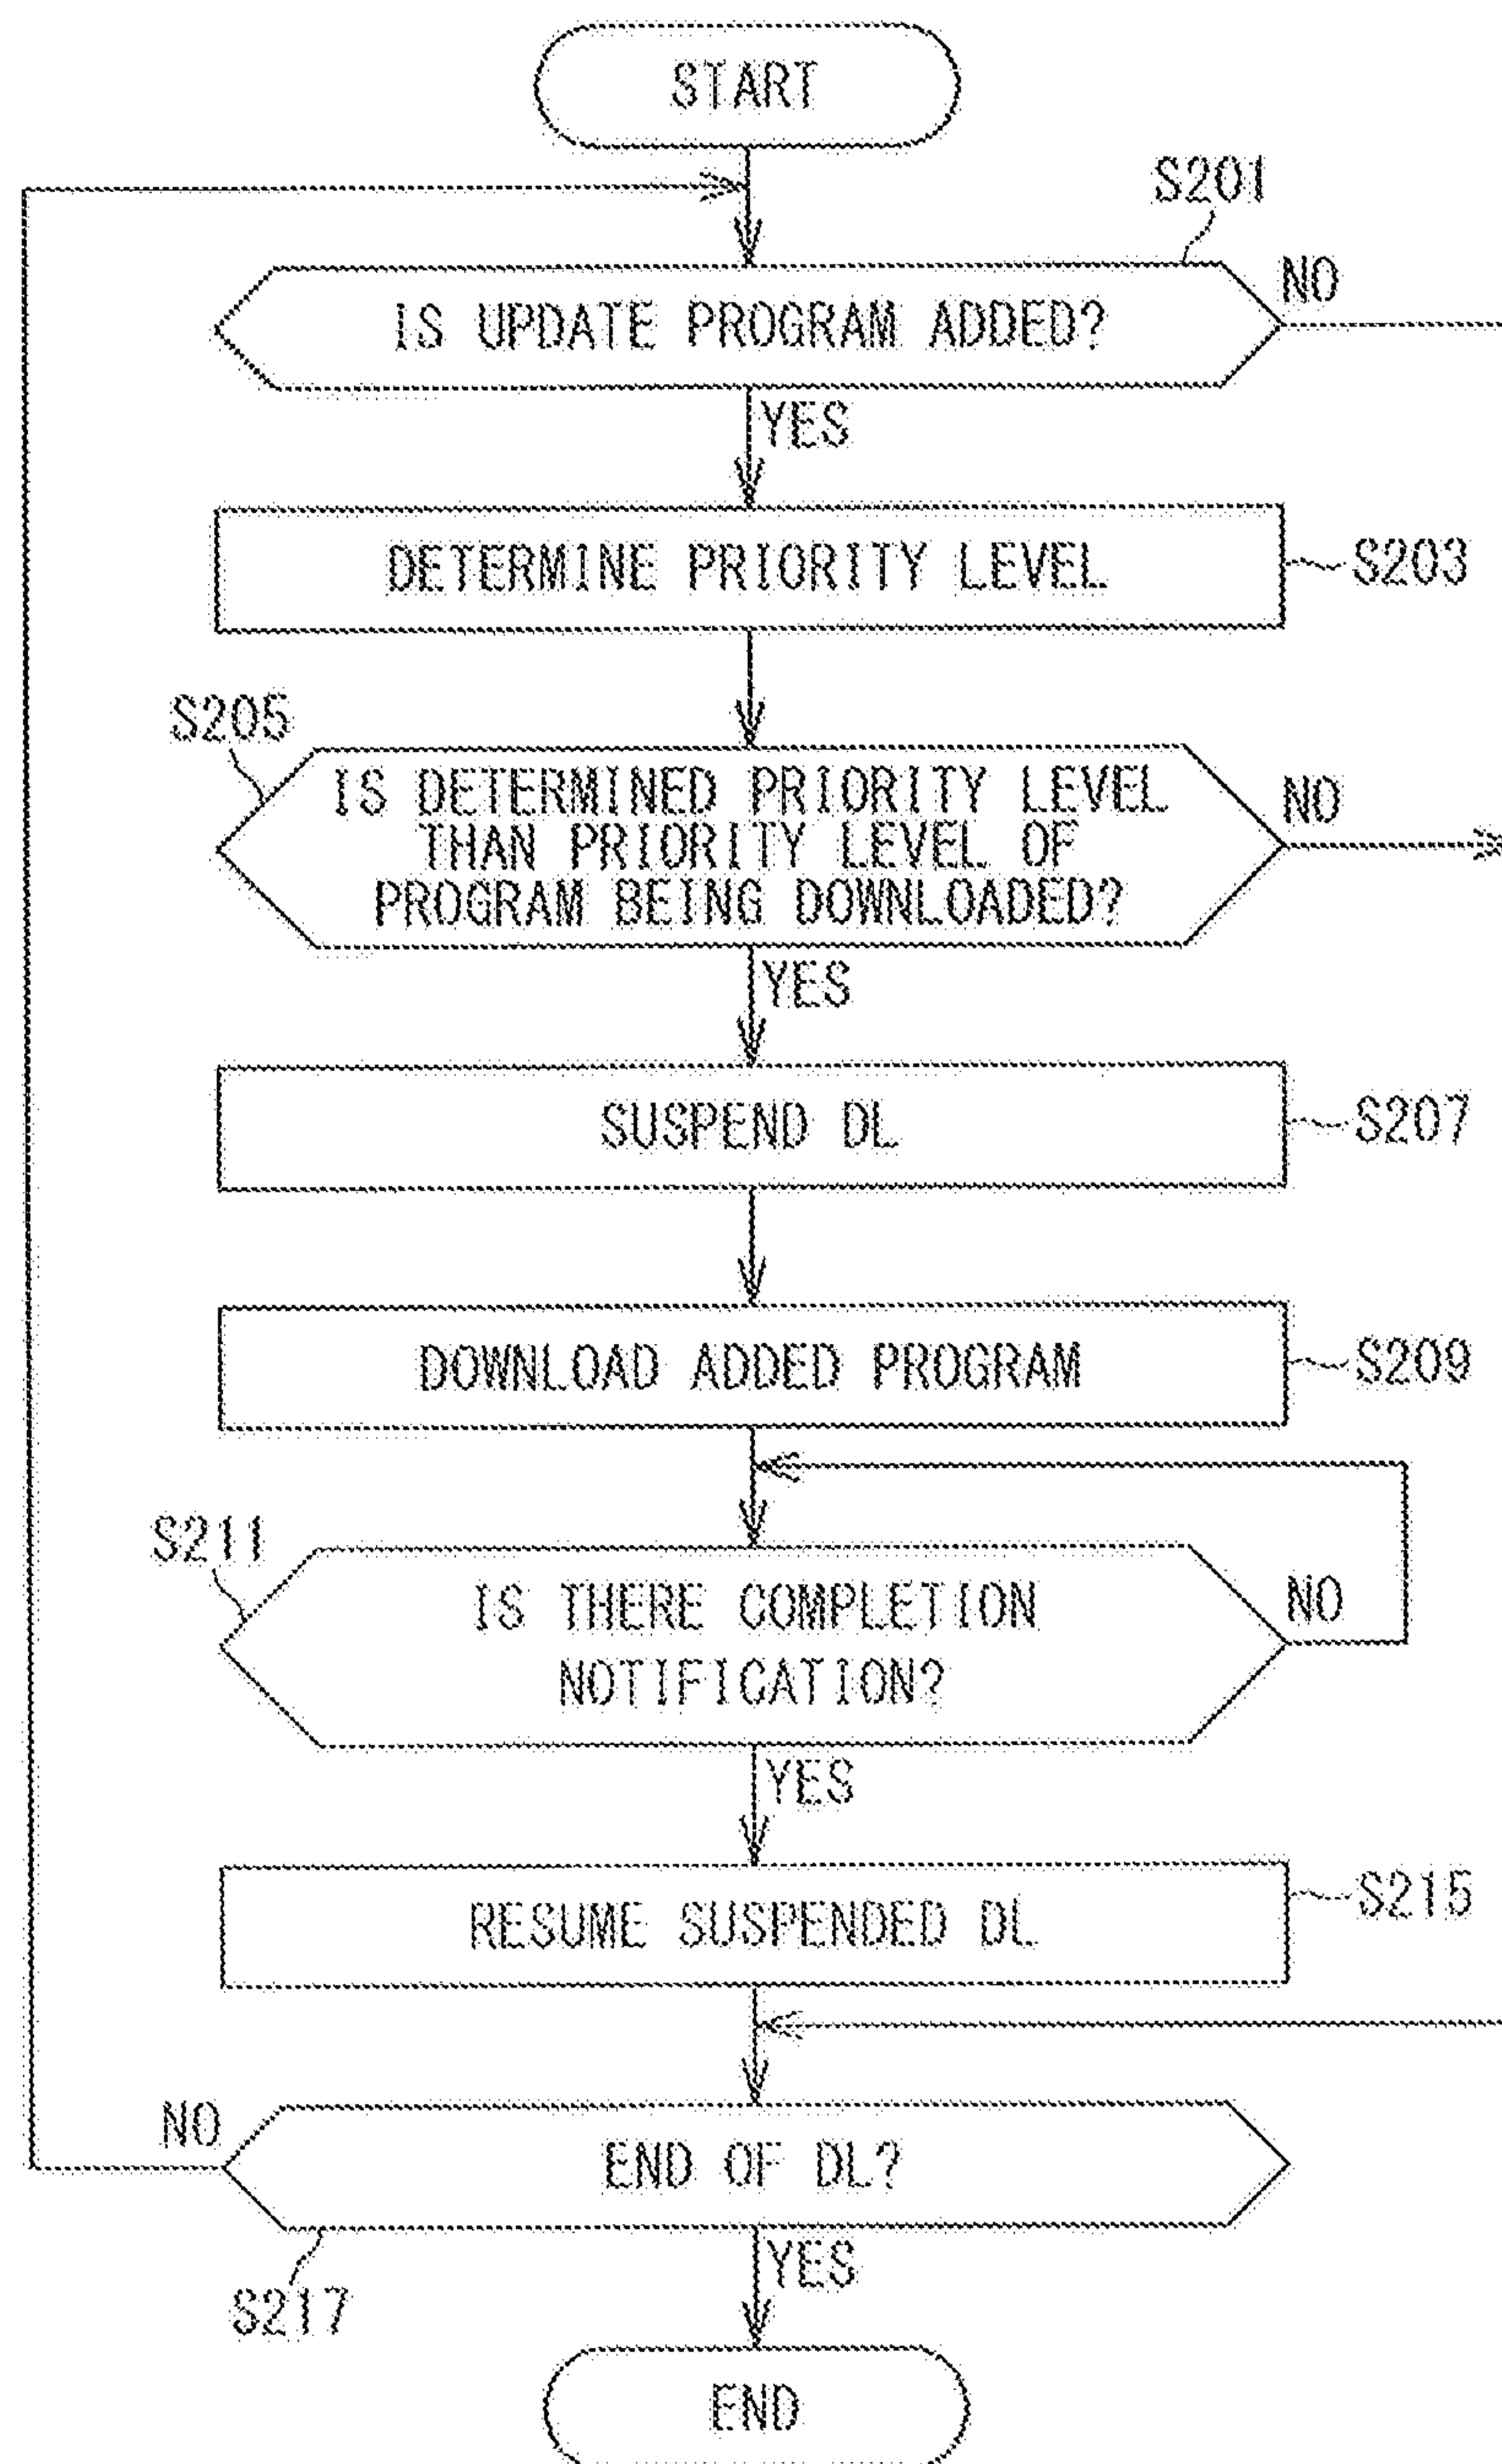 START
S201
IS UPDATE PROGRAM ADDED?
NO
YES
DETERMINE PRIORITY LEVEL
S203
S205
IS DETERMINED PRIORITY LEVEL
THAN PRIORITY LEVEL OF
PROGRAM BEING DOWNLOADED?
NO
YES
SUSPEND DL
S207
DOWNLOAD ADDED PROGRAM
S209
S211
IS THERE COMPLETION
NOTIFICATION?
NO
YES
RESUME SUSPENDED DL
S215
NO
END OF DL?
YES
S217
END